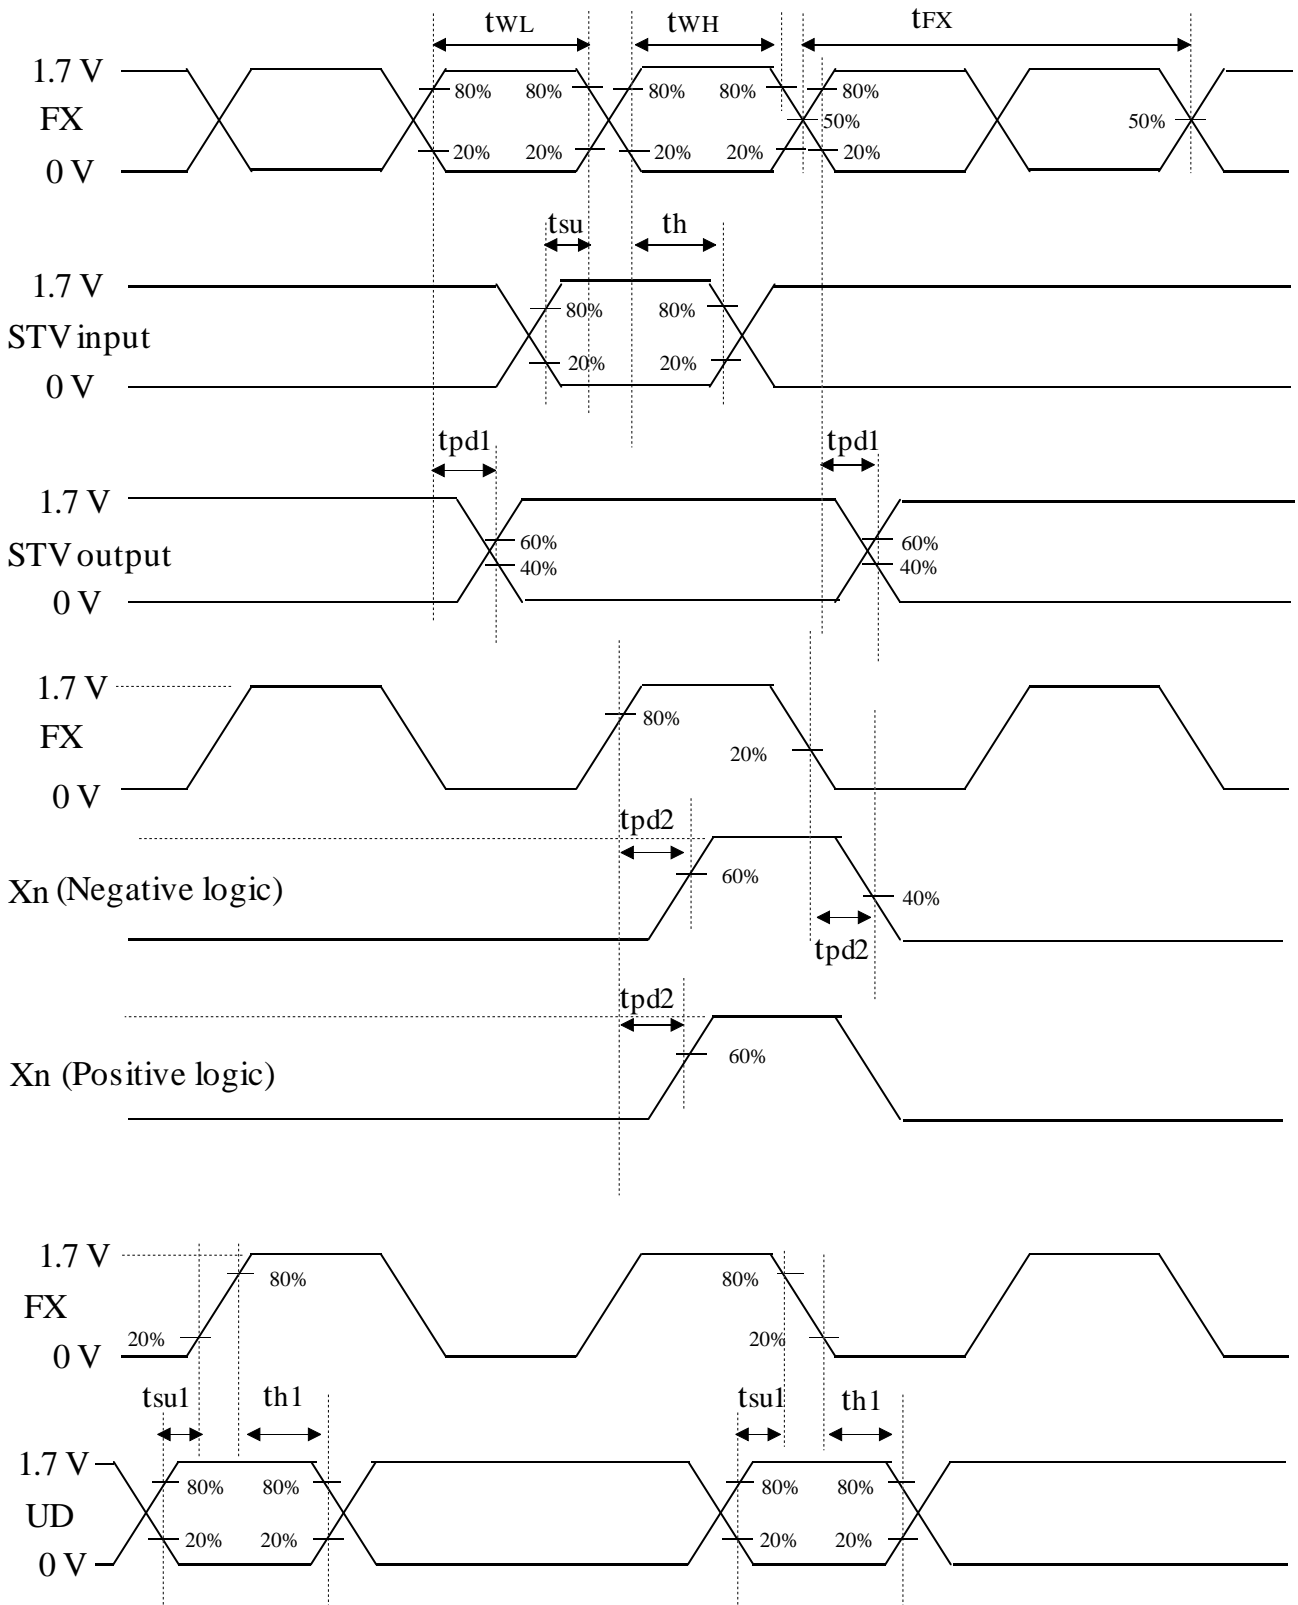 tWL tWH tFX
1.7 V
80% 80% 80% 80% 80%
FX
50% 50%
20% 20% 20% 20% 20%
0 V
tsu th
1.7 V
80% 80%
STV input
20% 20%
0 V
tpd1 tpd1
1.7 V
60% 60%
STV output
40% 40%
0 V
1.7 V
80%
FX
20%
0 V
tpd2
60%
Xn (Negative logic)
40%
tpd2
tpd2
60%
Xn (Positive logic)
1.7 V
80% 80%
FX
20% 20%
0 V
tsu1 th1 tsu1 th1
1.7 V
80% 80% 80% 80%
UD
20% 20% 20% 20%
0 V